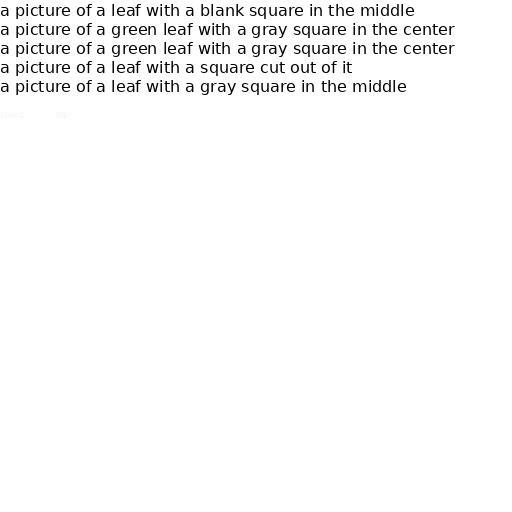 a picture of a leaf with a blank square in the middle
a picture of a green leaf with a gray square in the center
a picture of a green leaf with a gray square in the center
a picture of a leaf with a square cut out of it
a picture of a leaf with a gray square in the middle